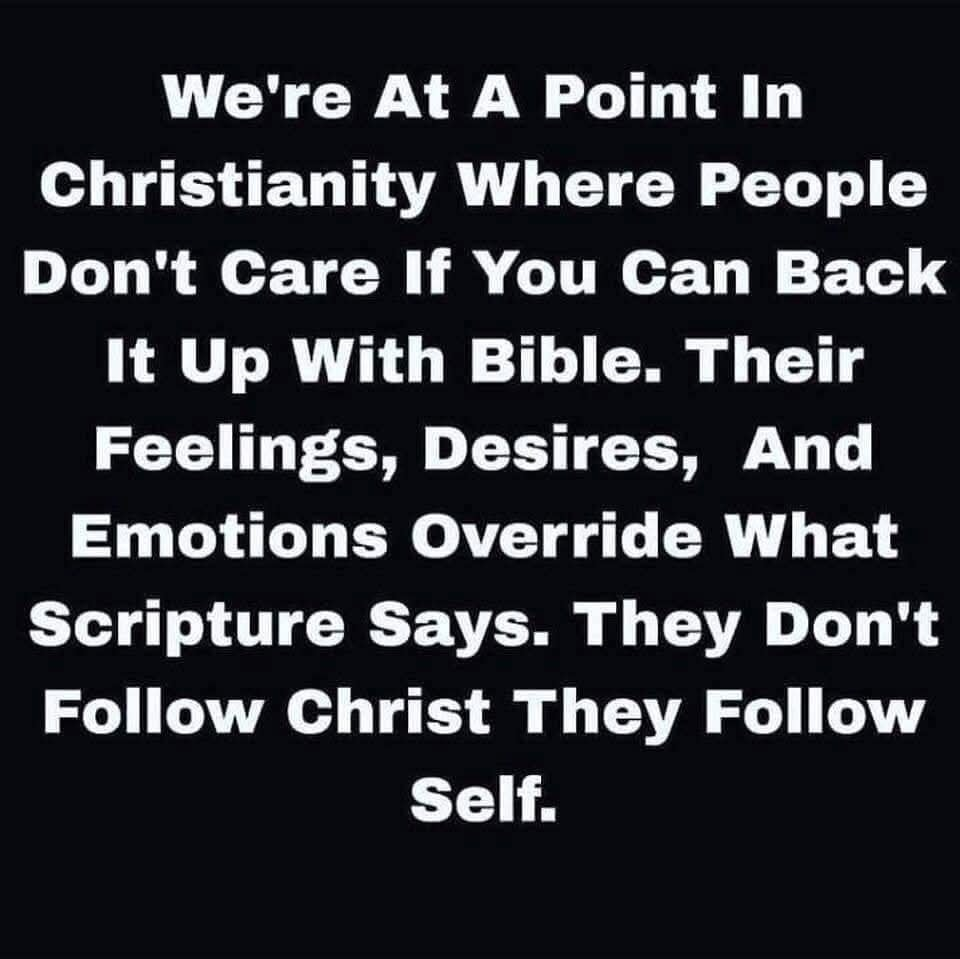 We're At A Point In
Christianity Where People
Don't Care If You Can Back
It Up With Bible. Their
Feelings, Desires,  And
Emotions Override What
Scripture Says. They Don't
Follow Christ They Follow
Self.